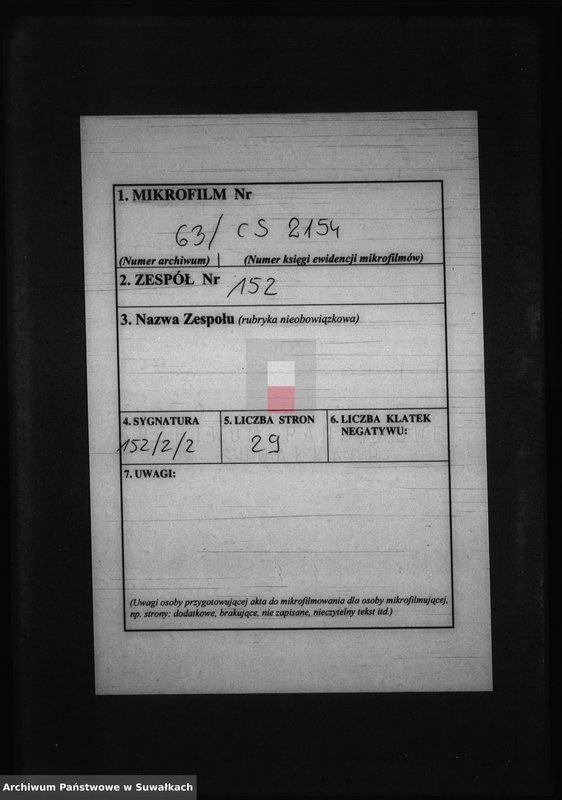 1. MIKROFILM Nr
63/ CS 2154
(Numer archiwum) (Numer księgi ewidencji mikrofilmów)
2. ZESPÓŁ Nr 152
3. Nazwa Zespołu (rubryka nieobowiązkowa)
4. SYGNATURA
152/2/2
5. LICZBA STRON
29
6. LICZBA KLATEK
NEGATYWU:
7. UWAGI:
(Uwagi osoby przygotowującej akta do mikrofilmowania dla osoby mikrofilmującej,
np. strony: dodatkowe, brakujące, nie zapisane, nieczytelny tekst itd.)
Archiwum Państwowe w Suwałkach